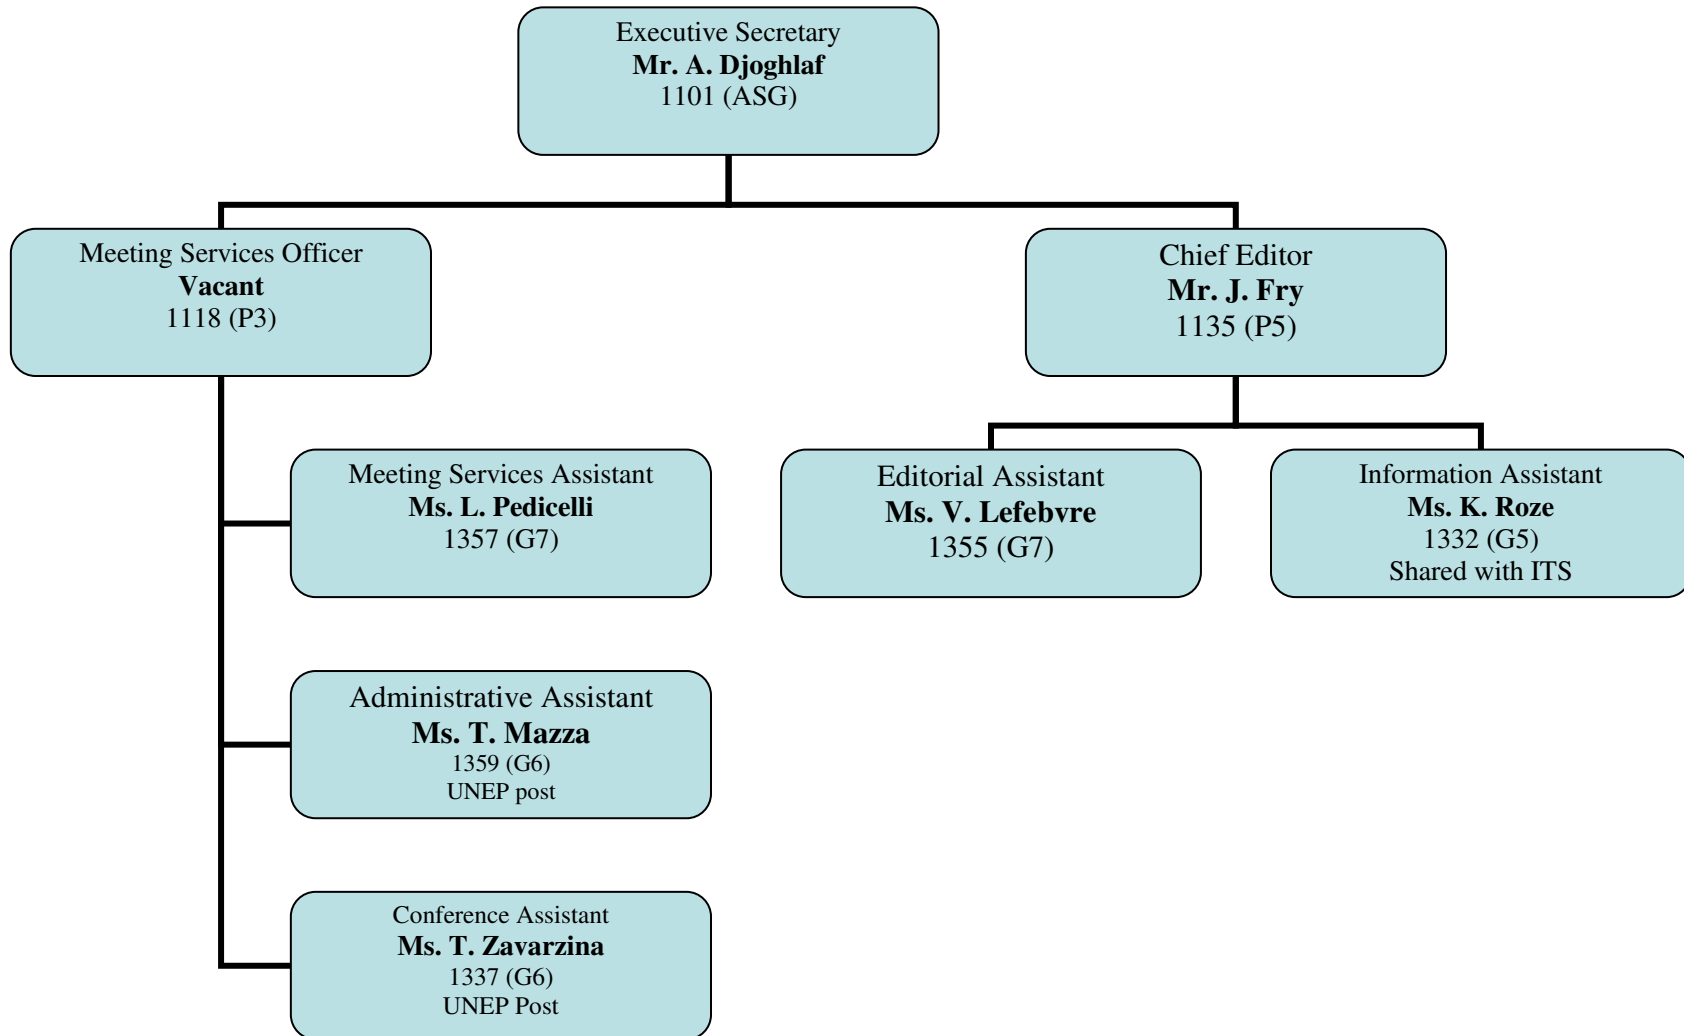 Executive Secretary
Mr. A. Djoghlaf
1101 (ASG)
Meeting Services Officer
Vacant
1118 (P3)
Chief Editor
Mr. J. Fry
1135 (P5)
Meeting Services Assistant
Ms. L. Pedicelli
1357 (G7)
Editorial Assistant
Ms. V. Lefebvre
1355 (G7)
Information Assistant
Ms. K. Roze
1332 (G5)
Shared with ITS
Administrative Assistant
Ms. T. Mazza
1359 (G6)
UNEP post
Conference Assistant
Ms. T. Zavarzina
1337 (G6)
UNEP Post